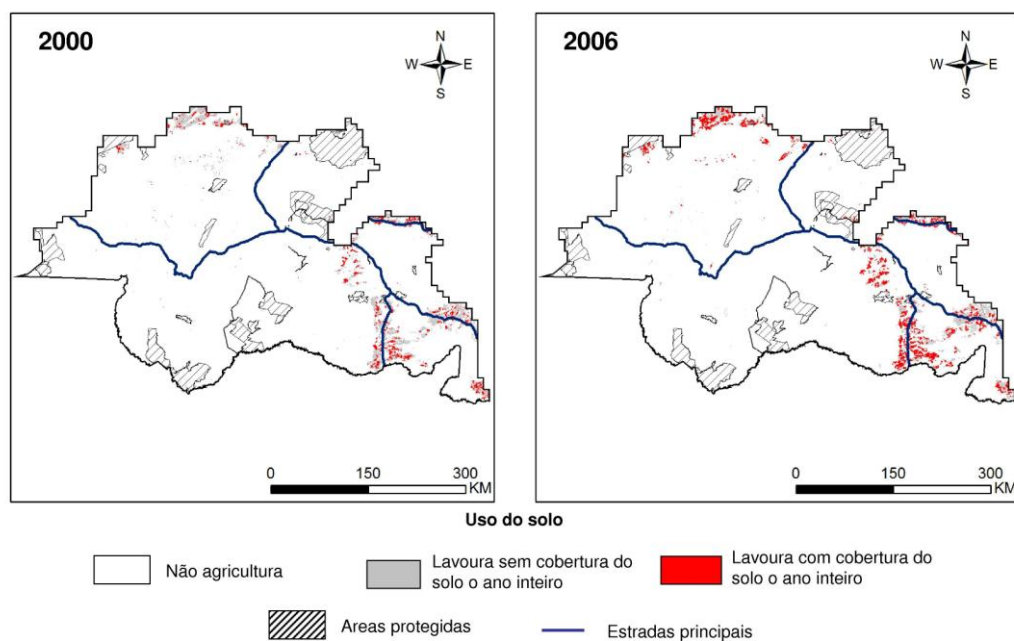 2000
N
W E
S
0 150 300
KM
2006
N
W E
S
0 150 300
KM
Uso do solo
Não agricultura
Lavoura sem cobertura do
solo o ano inteiro
Lavoura com cobertura do
solo o ano inteiro
Areas protegidas
Estradas principais